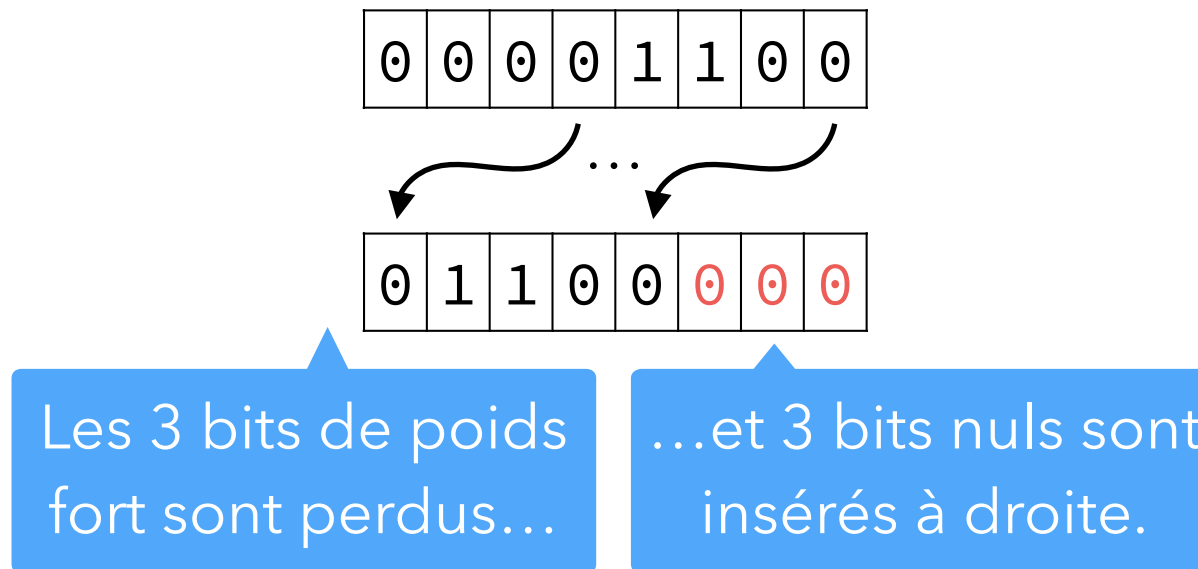 0 0 0 0 1 1 0 0
...
0 1 1 0 0 0 0 0
Les 3 bits de poids
fort sont perdus…
…et 3 bits nuls sont
insérés à droite.